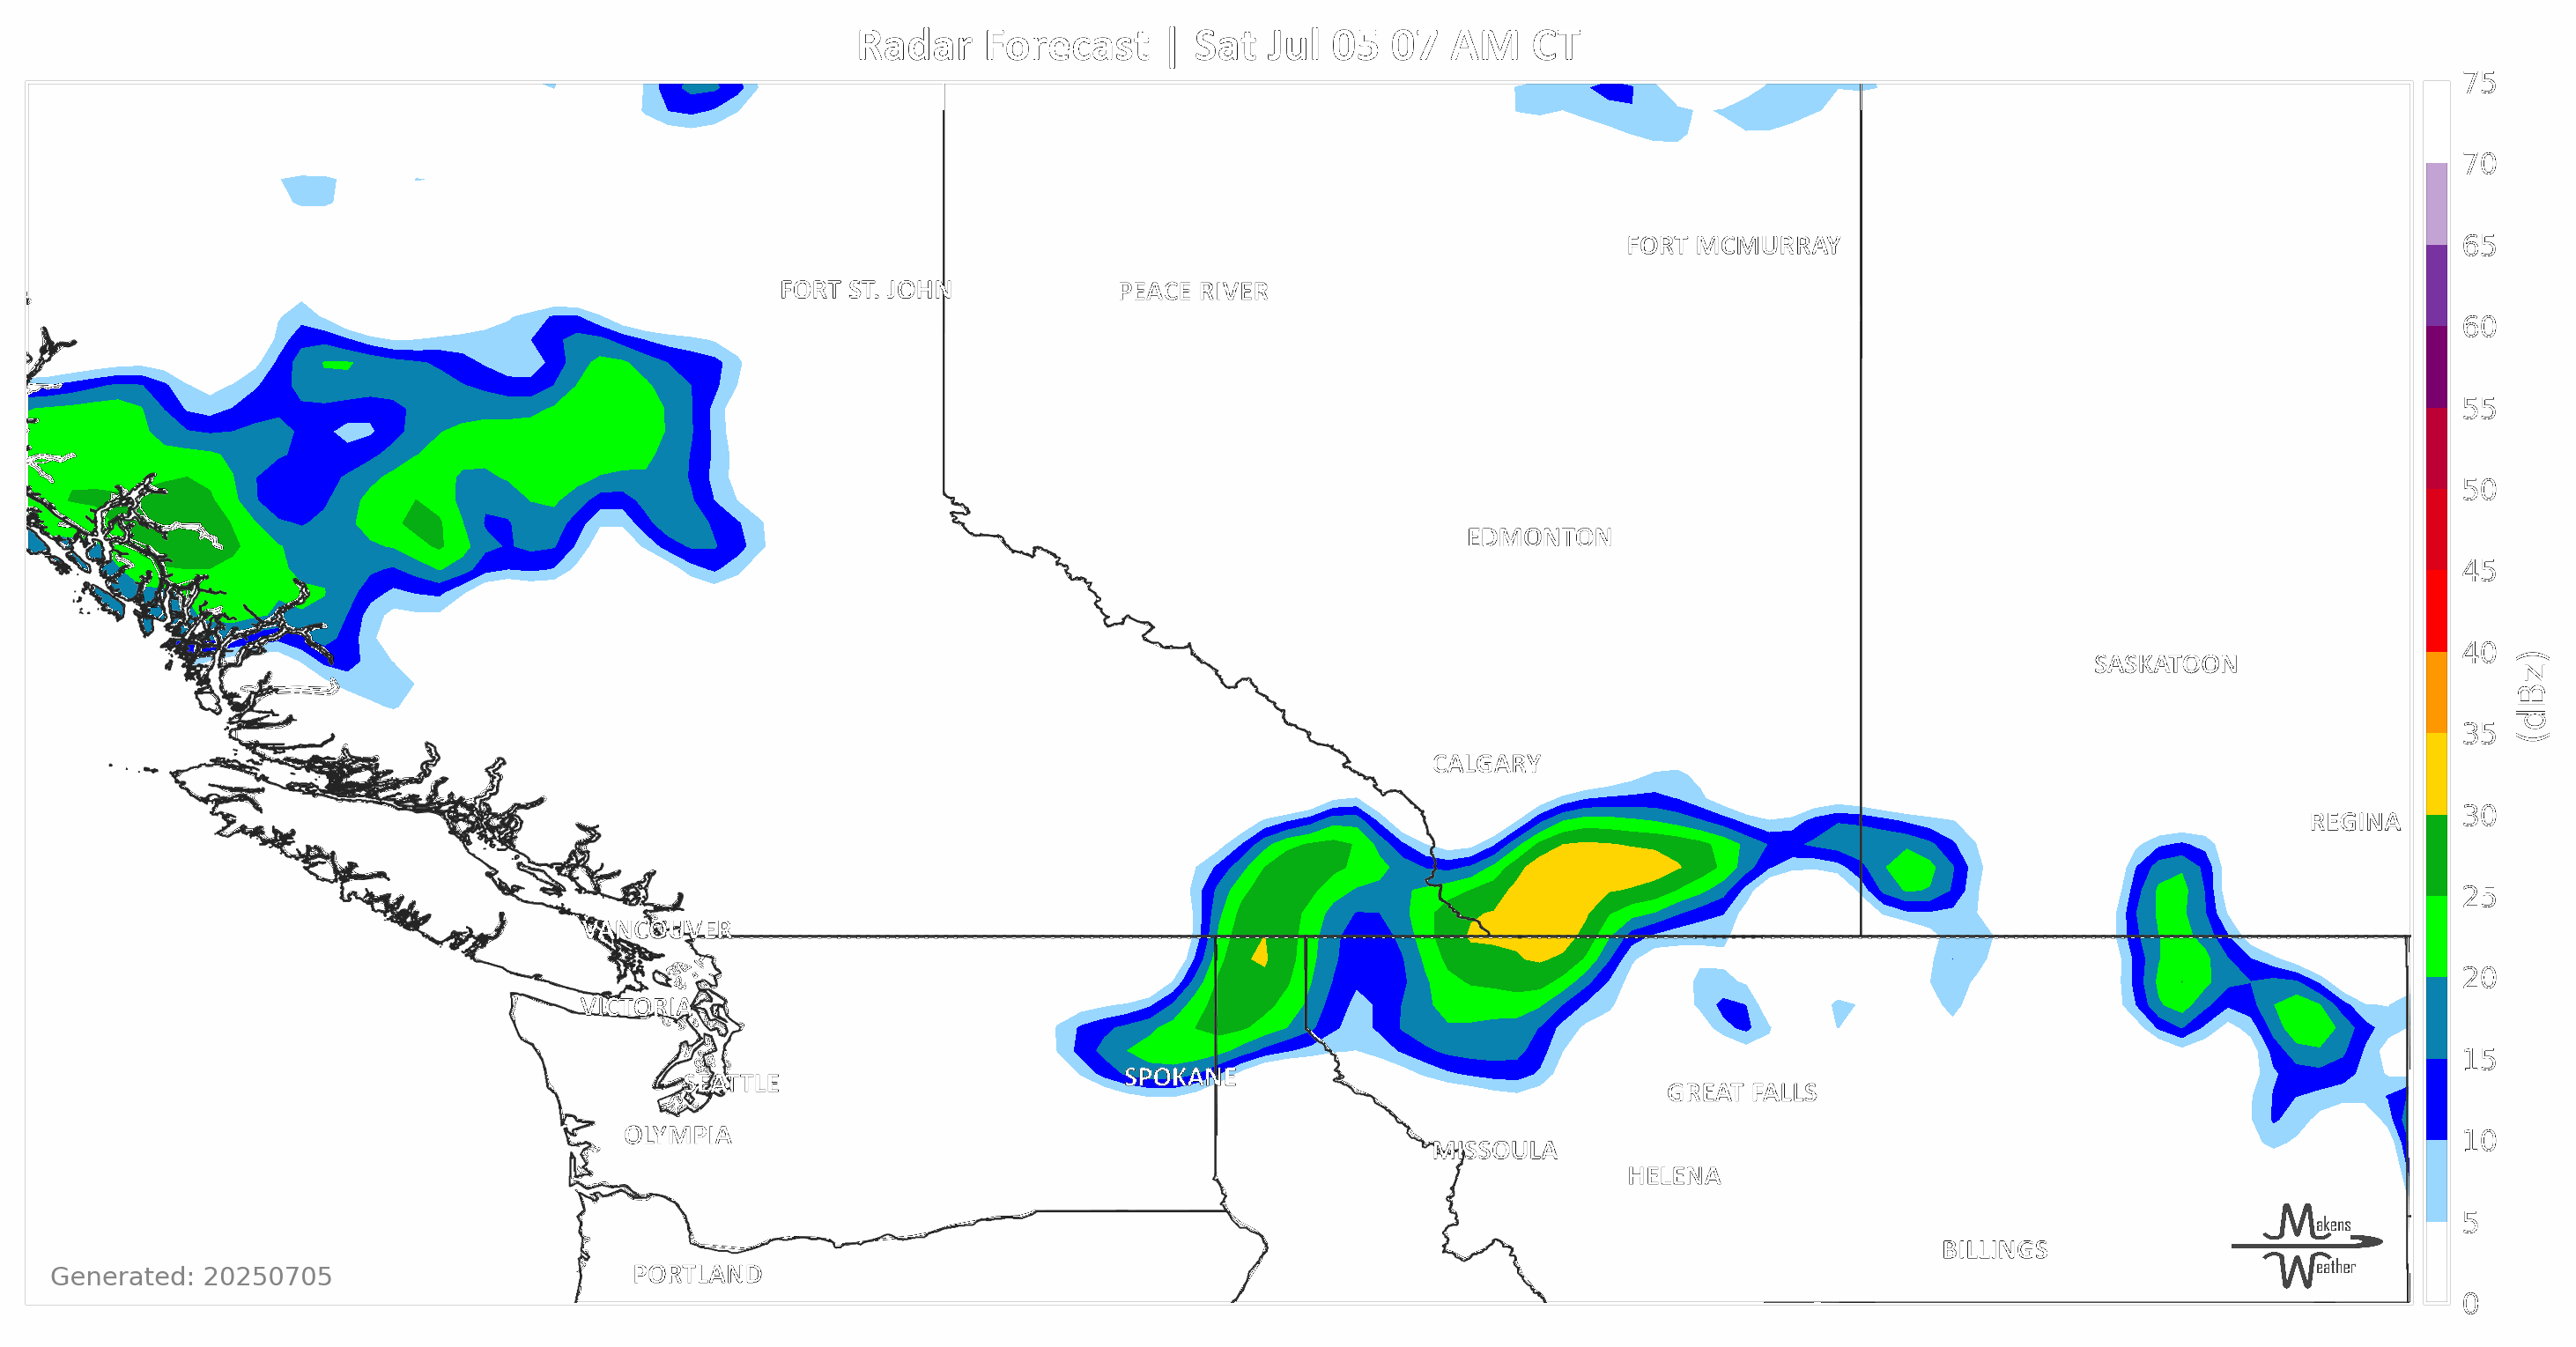 Radar Forecast | Sat Jul 05 07 AM CT
75
70
FORT MCMURRAY
65
FORT ST. JOHN
PEACE RIVER
60
55
50
EDMONTON
45
40
SASKATOON
(dBz)
35
CALGARY
30
REGINA
25
VANCOUVER
20
VICTORIA
15
SPOKANE
SEATTLE
GREAT FALLS
10
OLYMPIA
MISSOULA
HELENA
5
Makens
BILLINGS
Weather
PORTLAND
Generated: 20250705
0